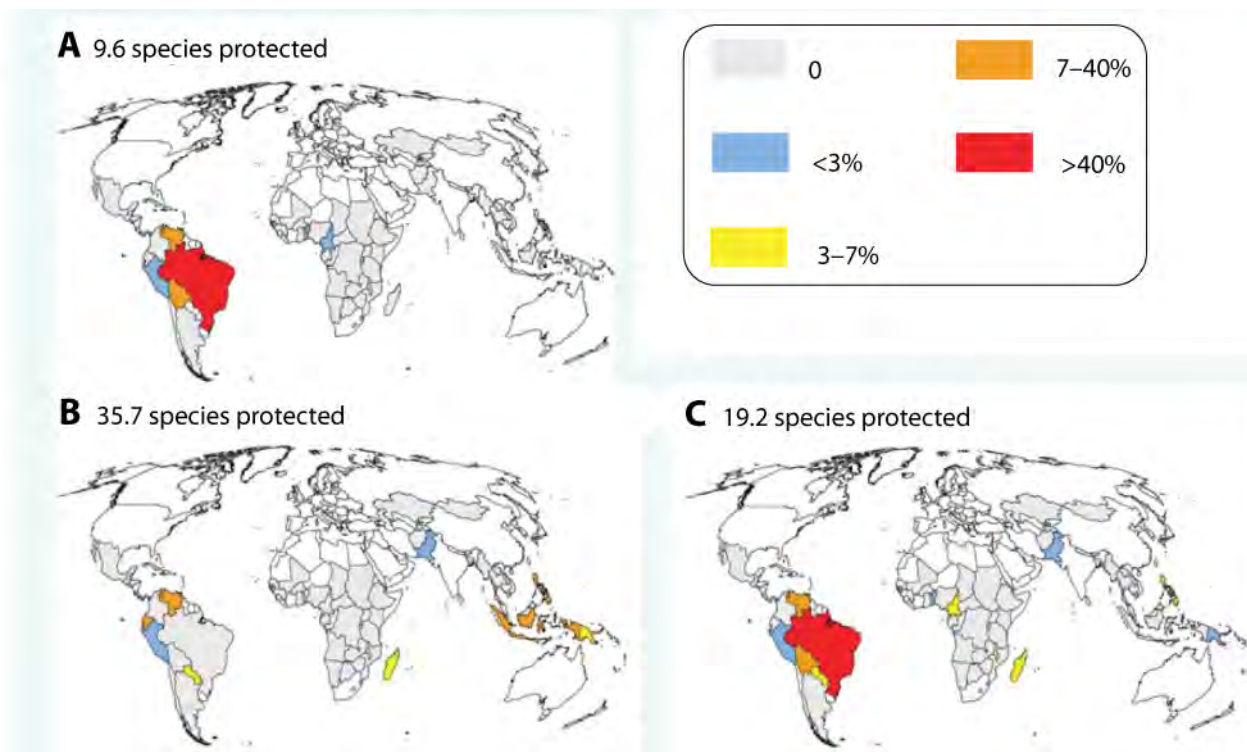 A 9.6 species protected
0
7–40%
<3%
>40%
3–7%
B 35.7 species protected
C 19.2 species protected